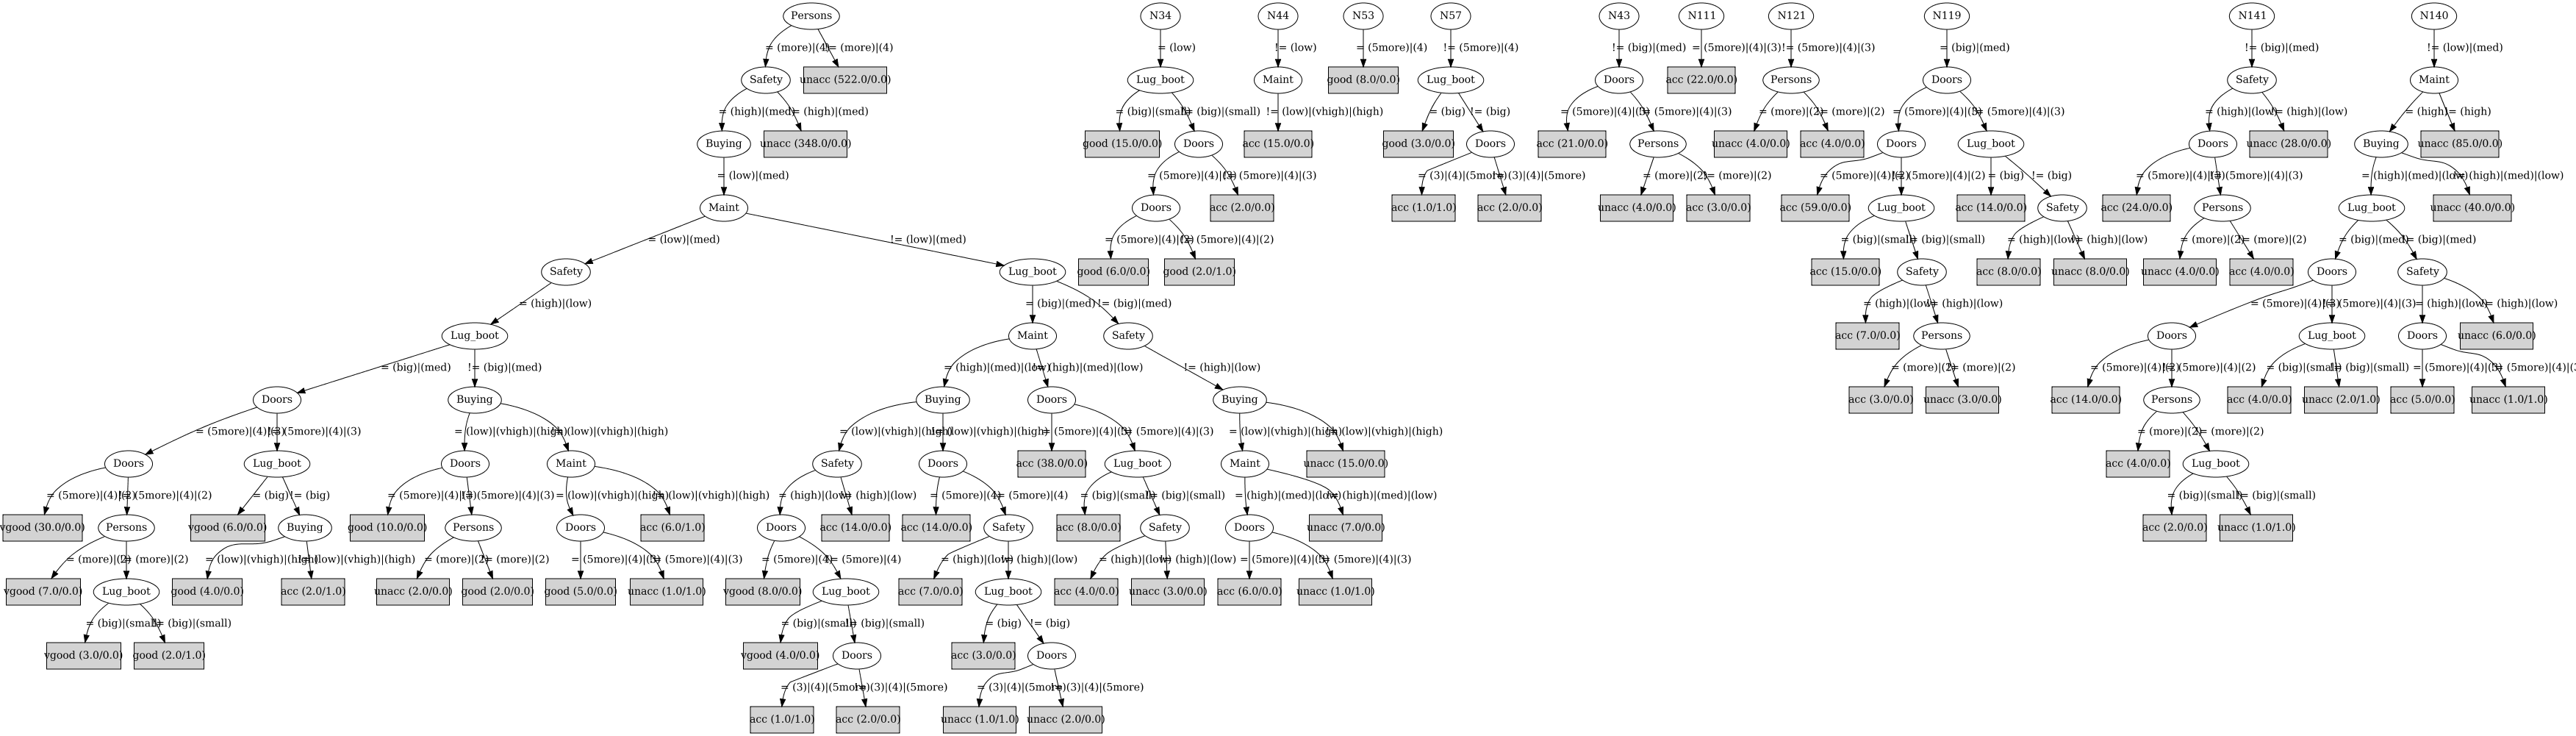 Persons N34 N44 N53 N57 N43 N111 N121 N119 N141 N140
= (more)|(4) != (more)|(4) = (low) != (low) = (5more)|(4) != (5more)|(4) != (big)|(med) = (5more)|(4)|(3) != (5more)|(4)|(3) = (big)|(med) != (big)|(med) != (low)|(med)
Safety unacc (522.0/0.0) Lug_boot Maint good (8.0/0.0) Lug_boot Doors acc (22.0/0.0) Persons Doors Safety Maint
= (high)|(med) != (high)|(med) = (big)|(small) != (big)|(small) != (low)|(vhigh)|(high) = (big) != (big) = (5more)|(4)|(3) != (5more)|(4)|(3) = (more)|(2) != (more)|(2) = (5more)|(4)|(3) != (5more)|(4)|(3) = (high)|(low) != (high)|(low) = (high) != (high)
Buying unacc (348.0/0.0) good (15.0/0.0) Doors acc (15.0/0.0) good (3.0/0.0) Doors acc (21.0/0.0) Persons unacc (4.0/0.0) acc (4.0/0.0) Doors Lug_boot Doors unacc (28.0/0.0) Buying unacc (85.0/0.0)
= (low)|(med) = (5more)|(4)|(3) != (5more)|(4)|(3) = (3)|(4)|(5more) != (3)|(4)|(5more) = (more)|(2) != (more)|(2) = (5more)|(4)|(2) != (5more)|(4)|(2) = (big) != (big) = (5more)|(4)|(3) != (5more)|(4)|(3) = (high)|(med)|(low) != (high)|(med)|(low)
Maint Doors acc (2.0/0.0) acc (1.0/1.0) acc (2.0/0.0) unacc (4.0/0.0) acc (3.0/0.0) acc (59.0/0.0) Lug_boot acc (14.0/0.0) Safety acc (24.0/0.0) Persons Lug_boot unacc (40.0/0.0)
= (low)|(med) != (low)|(med) = (5more)|(4)|(2) != (5more)|(4)|(2) = (big)|(small) != (big)|(small) = (high)|(low) != (high)|(low) = (more)|(2) != (more)|(2) = (big)|(med) != (big)|(med)
Safety Lug_boot good (6.0/0.0) good (2.0/1.0) acc (15.0/0.0) Safety acc (8.0/0.0) unacc (8.0/0.0) unacc (4.0/0.0) acc (4.0/0.0) Doors Safety
= (high)|(low) = (big)|(med) != (big)|(med) = (high)|(low) != (high)|(low) = (5more)|(4)|(3) != (5more)|(4)|(3) = (high)|(low) != (high)|(low)
Lug_boot Maint Safety acc (7.0/0.0) Persons Doors Lug_boot Doors unacc (6.0/0.0)
= (big)|(med) != (big)|(med) = (high)|(med)|(low) != (high)|(med)|(low) != (high)|(low) = (more)|(2) != (more)|(2) = (5more)|(4)|(2) != (5more)|(4)|(2) = (big)|(small) != (big)|(small) = (5more)|(4)|(3) != (5more)|(4)|(3)
Doors Buying Buying Doors Buying acc (3.0/0.0) unacc (3.0/0.0) acc (14.0/0.0) Persons acc (4.0/0.0) unacc (2.0/1.0) acc (5.0/0.0) unacc (1.0/1.0)
= (5more)|(4)|(3) != (5more)|(4)|(3) = (low)|(vhigh)|(high) != (low)|(vhigh)|(high) = (low)|(vhigh)|(high) != (low)|(vhigh)|(high) = (5more)|(4)|(3) != (5more)|(4)|(3) = (low)|(vhigh)|(high) != (low)|(vhigh)|(high) = (more)|(2) != (more)|(2)
Doors Lug_boot Doors Maint Safety Doors acc (38.0/0.0) Lug_boot Maint unacc (15.0/0.0) acc (4.0/0.0) Lug_boot
= (5more)|(4)|(2) != (5more)|(4)|(2) = (big) != (big) = (5more)|(4)|(3) != (5more)|(4)|(3) = (low)|(vhigh)|(high) != (low)|(vhigh)|(high) = (high)|(low) != (high)|(low) = (5more)|(4) != (5more)|(4) = (big)|(small) != (big)|(small) = (high)|(med)|(low) != (high)|(med)|(low) = (big)|(small) != (big)|(small)
vgood (30.0/0.0) Persons vgood (6.0/0.0) Buying good (10.0/0.0) Persons Doors acc (6.0/1.0) Doors acc (14.0/0.0) acc (14.0/0.0) Safety acc (8.0/0.0) Safety Doors unacc (7.0/0.0) acc (2.0/0.0) unacc (1.0/1.0)
= (more)|(2) != (more)|(2) = (low)|(vhigh)|(high) != (low)|(vhigh)|(high) = (more)|(2) != (more)|(2) = (5more)|(4)|(3) != (5more)|(4)|(3) = (5more)|(4) != (5more)|(4) = (high)|(low) != (high)|(low) = (high)|(low) != (high)|(low) = (5more)|(4)|(3) != (5more)|(4)|(3)
vgood (7.0/0.0) Lug_boot good (4.0/0.0) acc (2.0/1.0) unacc (2.0/0.0) good (2.0/0.0) good (5.0/0.0) unacc (1.0/1.0) vgood (8.0/0.0) Lug_boot acc (7.0/0.0) Lug_boot acc (4.0/0.0) unacc (3.0/0.0) acc (6.0/0.0) unacc (1.0/1.0)
= (big)|(small) != (big)|(small) = (big)|(small) != (big)|(small) = (big) != (big)
vgood (3.0/0.0) good (2.0/1.0) vgood (4.0/0.0) Doors acc (3.0/0.0) Doors
= (3)|(4)|(5more) != (3)|(4)|(5more) = (3)|(4)|(5more) != (3)|(4)|(5more)
acc (1.0/1.0) acc (2.0/0.0) unacc (1.0/1.0) unacc (2.0/0.0)